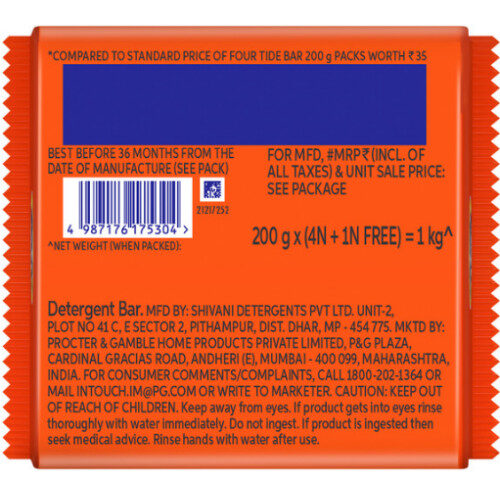 *COMPARED TO STANDARD PRICE OF FOUR TIDE BAR 200 g PACKS WORTH ₹ 35
BEST BEFORE 36 MONTHS FROM THE
DATE OF MANUFACTURE (SEE PACK)
FOR MFD, #MRP ₹ (INCL. OF
ALL TAXES) & UNIT SALE PRICE:
SEE PACKAGE
21217252
4 987176 175304 >
^NET WEIGHT (WHEN PACKED):
200 g x (4N + 1N FREE) = 1 kg^
Detergent Bar. MFD BY: SHIVANI DETERGENTS PVT LTD. UNIT-2,
PLOT NO 41 C, E SECTOR 2, PITHAMPUR, DIST. DHAR, MP - 454 775. MKTD BY:
PROCTER & GAMBLE HOME PRODUCTS PRIVATE LIMITED, P&G PLAZA,
CARDINAL GRACIAS ROAD, ANDHERI (E), MUMBAI - 400 099, MAHARASHTRA,
INDIA. FOR CONSUMER COMMENTS/COMPLAINTS, CALL 1800-202-1364 OR
MAIL INTOUCH.IM@PG.COM OR WRITE TO MARKETER. CAUTION: KEEP OUT
OF REACH OF CHILDREN. Keep away from eyes. If product gets into eyes rinse
thoroughly with water immediately. Do not ingest. If product is ingested then
seek medical advice. Rinse hands with water after use.